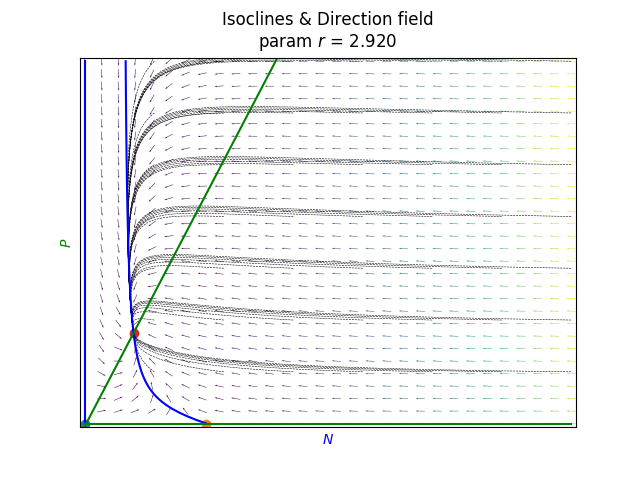 Isoclines & Direction field
param r = 2.920
P
N